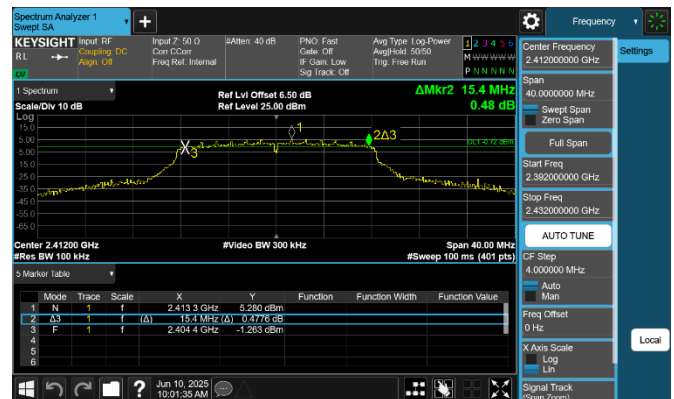 Spectrum Analyzer 1
Swept SA
Frequency
KEYSIGHT
Input: RF
Input Z: 50 Ω
#Atten: 40 dB
PNO: Fast
Avg Type: Log-Power
1 2 3 4 5 6
RL
Coupling: DC
Corr CCorr
Gate: Off
Avg|Hold: 50/50
M W W W W W
Align: Off
Freq Ref: Internal
IF Gain: Low
Trig: Free Run
Sig Track: Off
P N N N N N
LXI
1 Spectrum
Ref Lvl Offset 6.50 dB
ΔMkr2 15.4 MHz
Scale/Div 10 dB
Ref Level 25.00 dBm
0.48 dB
Log
15.0
5.00
-5.00
-15.0
-25.0
-35.0
-45.0
-55.0
-65.0
1
2Δ3
3
DL1 -0.72 dBm
Center 2.41200 GHz
#Video BW 300 kHz
Span 40.00 MHz
#Res BW 100 kHz
#Sweep 100 ms (401 pts)
5 Marker Table
Mode Trace Scale X Y Function Function Width Function Value
1 N 1 f 2.413 3 GHz 5.280 dBm
2 Δ3 1 f (Δ) 15.4 MHz (Δ) 0.4776 dB
3 F 1 f 2.404 4 GHz -1.263 dBm
4
5
6
Jun 10, 2025
10:01:35 AM
Center Frequency
2.412000000 GHz
Settings
Span
40.0000000 MHz
Swept Span
Zero Span
Full Span
Start Freq
2.392000000 GHz
Stop Freq
2.432000000 GHz
AUTO TUNE
CF Step
4.000000 MHz
Auto
Man
Freq Offset
0 Hz
Local
X Axis Scale
Log
Lin
Signal Track
(Span Zoom)